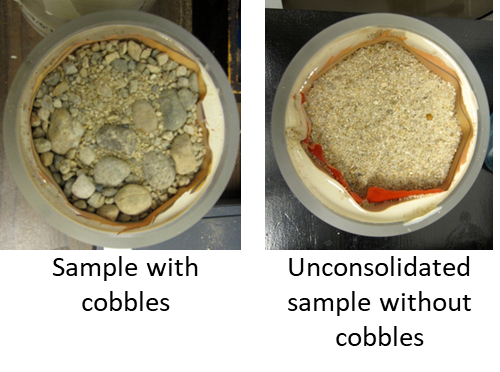 Sample with
cobbles
Unconsolidated
sample without
cobbles